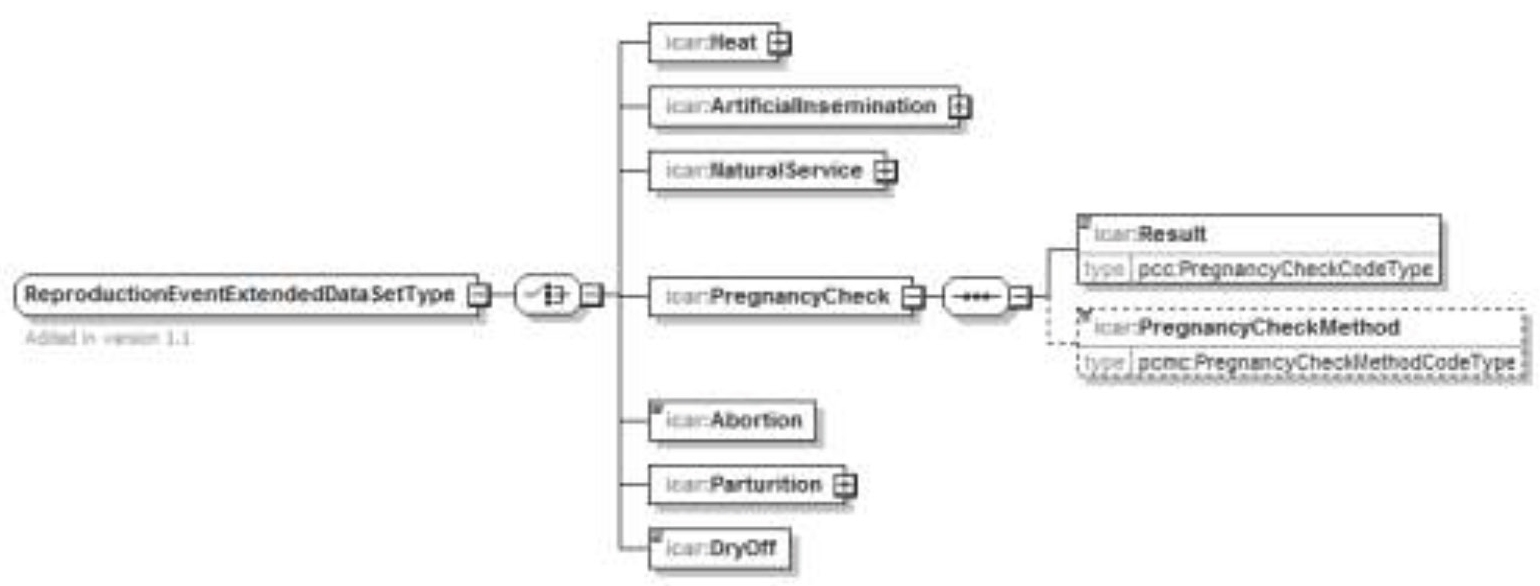 icar:Heat
icar:ArtificialInsemination
icar:NaturalService
icar:Result
type pcc:PregnancyCheckCodeType
ReproductionEventExtendedDataSetType
icar:PregnancyCheck
Added in version 1.1.
icar:PregnancyCheckMethod
type pcmc:PregnancyCheckMethodCodeType
icar:Abortion
icar:Parturition
icar:DryOff